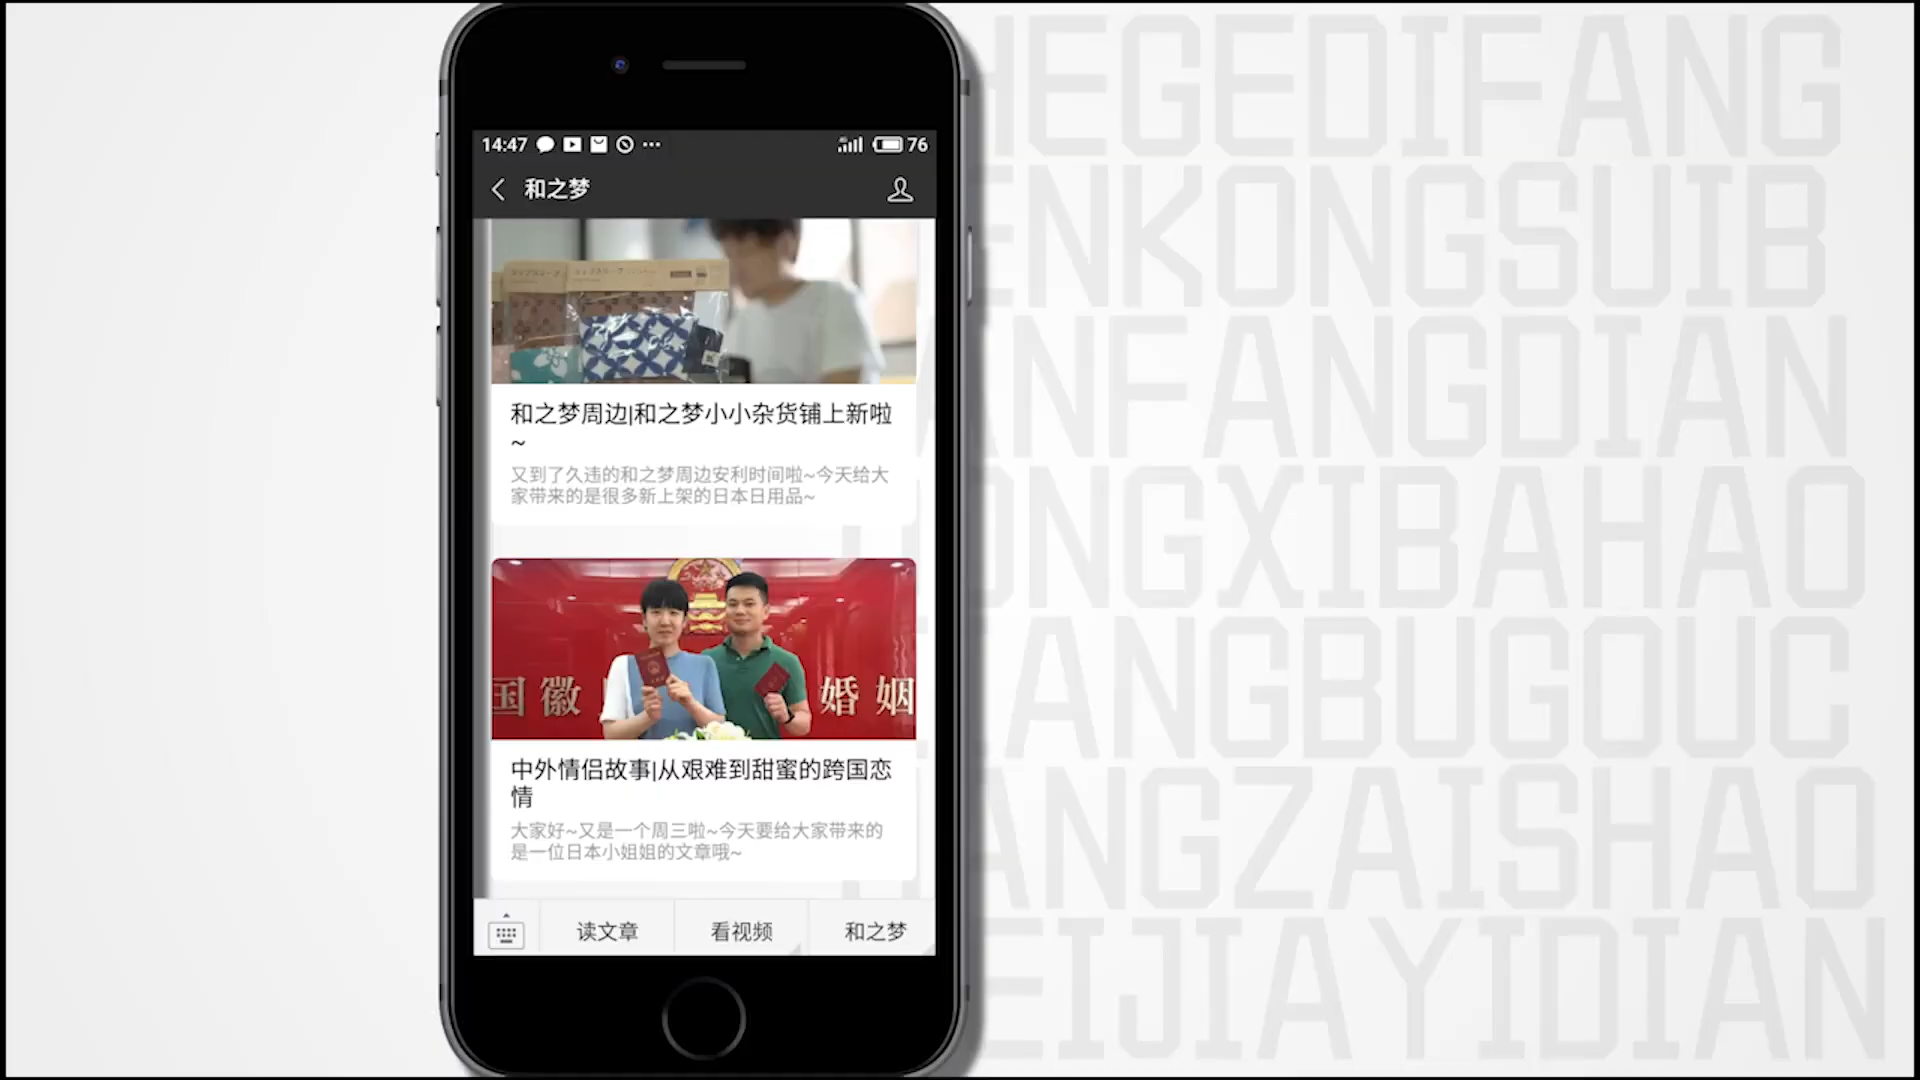 14:47
76
和之梦
和之梦周边|和之梦小小杂货铺上新啦
~
又到了久违的和之梦周边安利时间啦~今天给大
家带来的是很多新上架的日本日用品~
国徽
婚姻
中外情侣故事|从艰难到甜蜜的跨国恋
情
大家好~又是一个周三啦~今天要给大家带来的
是一位日本小姐姐的文章哦~
读文章
看视频
和之梦
HEGEDIFANG
ENKONGSUIB
ANFANGDIAN
ONGXIBAHAO
IANGBUGOUC
ANGZAISHAO
EIJIAYIDIAN